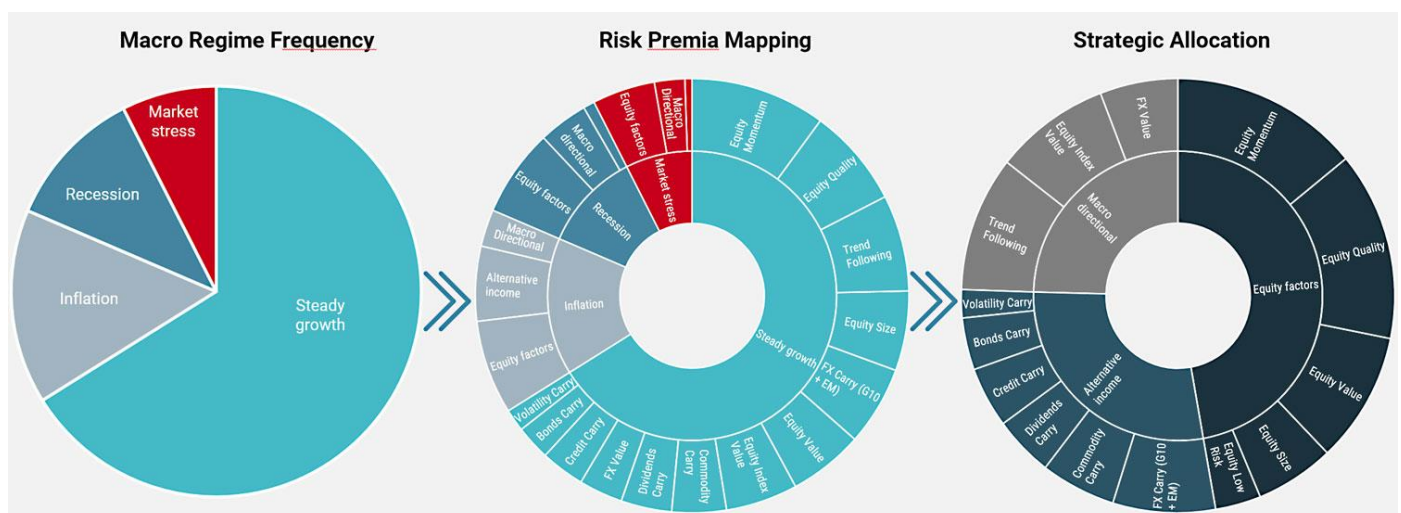 Macro Regime Frequency
Market
stress
Recession
Inflation
Steady
growth
Risk Premia Mapping
Equity
Momentum
Equity Quality
Trend
Following
Equity Size
FX Carry (G10
+ EM)
Equity Value
Equity Index
Value
Commodity
Carry
Dividends
Carry
FX Value
Credit Carry
Bonds Carry
Volatility Carry
Equity factors
Alternative
income
Macro
Directional
Equity factors
Macro
directional
Equity factors
Macro
Directional
Steady growth
Inflation
Recession
Market stress
Strategic Allocation
Equity
Momentum
Equity Quality
Equity Value
Equity Size
Equity Low
Risk
FX Carry (G10
+ EM)
Commodity
Carry
Dividends
Carry
Credit Carry
Bonds Carry
Volatility Carry
Trend
Following
Equity Index
Value
FX Value
Equity factors
Alternative
income
Macro
directional